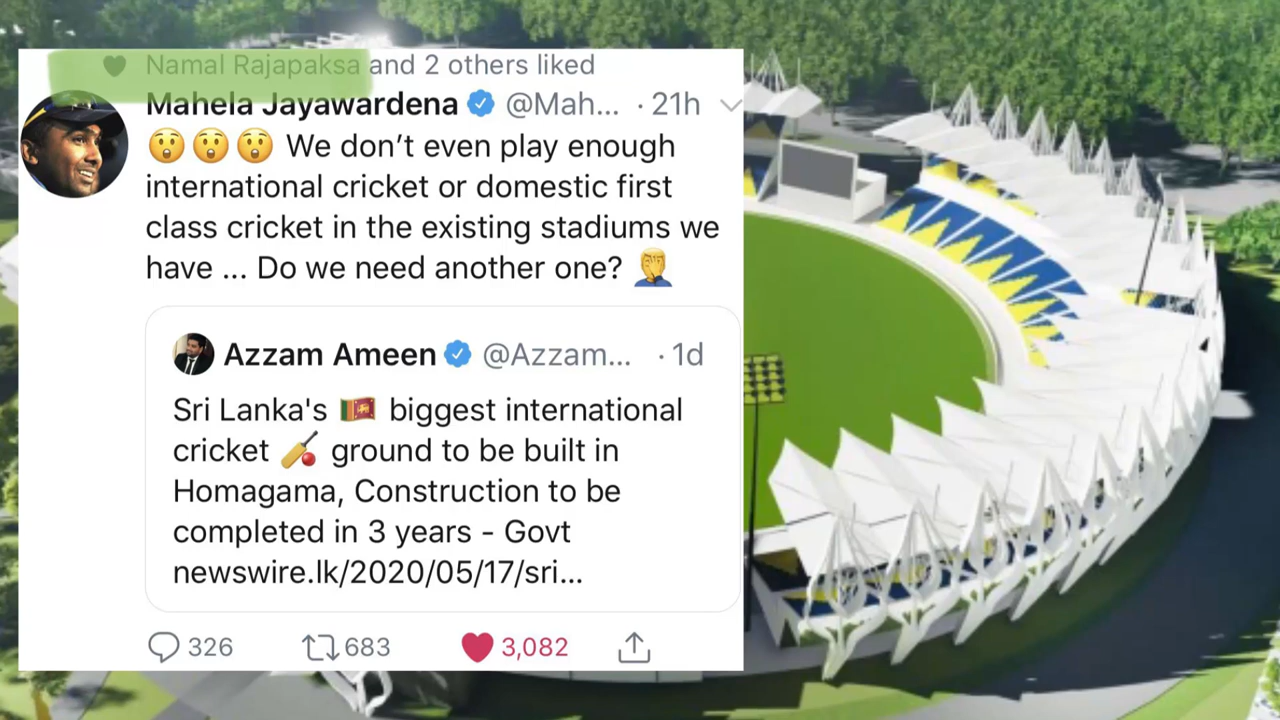 Namal Rajapaksa and 2 others liked
Mahela Jayawardena @Mah... · 21h
😲😲😲 We don’t even play enough
international cricket or domestic first
class cricket in the existing stadiums we
have ... Do we need another one? 🤦‍♂️
Azzam Ameen @Azzam... · 1d
Sri Lanka's 🇱🇰 biggest international
cricket 🏏 ground to be built in
Homagama, Construction to be
completed in 3 years - Govt
newswire.lk/2020/05/17/sri...
326 683 3,082